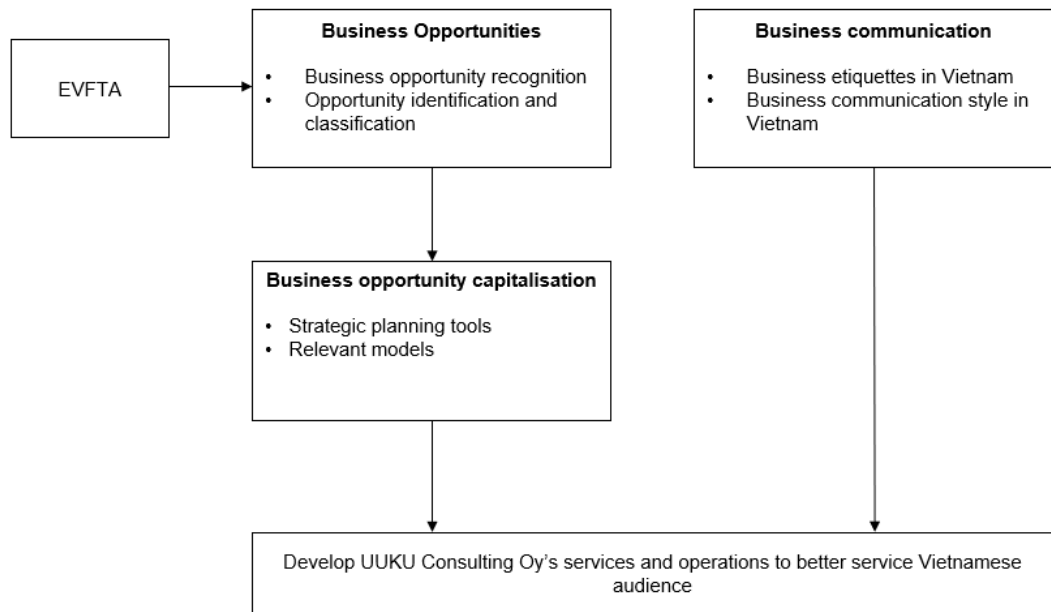 EVFTA
Business Opportunities
• Business opportunity recognition
• Opportunity identification and
classification
Business communication
• Business etiquettes in Vietnam
• Business communication style in
Vietnam
Business opportunity capitalisation
• Strategic planning tools
• Relevant models
Develop UUKU Consulting Oy’s services and operations to better service Vietnamese
audience